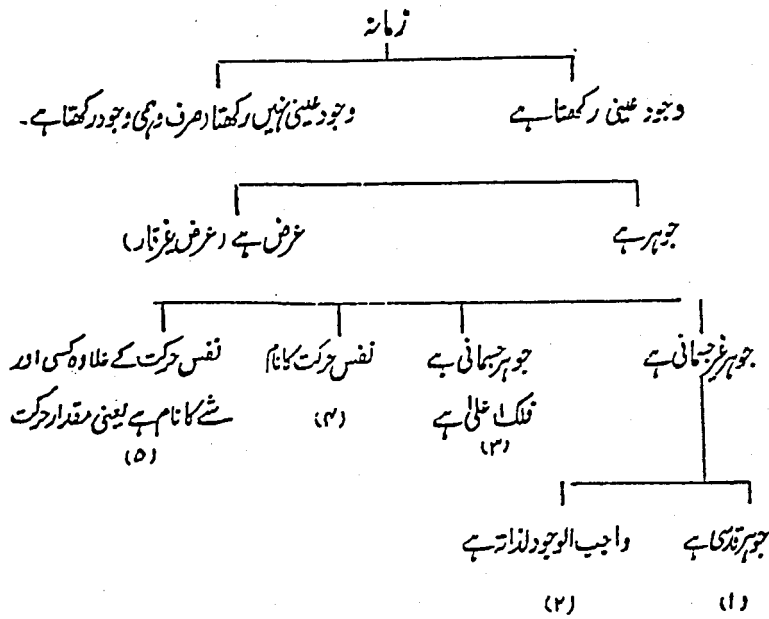 زمانہ
وجود عینی رکھتا ہے
وجود عینی نہیں رکھتا (صرف وہمی وجود رکھتا ہے۔
جوہر ہے
عرض ہے (عرض غیر قار)
جوہر غیر جسمانی ہے
جوہر جسمانی ہے
فلک اعلیٰ ہے
(۳)
نفس حرکت کا نام
(۴)
نفس حرکت کے علاوہ کسی اور
شے کا نام ہے یعنی مقدار حرکت
(۵)
جوہر قدسی ہے
(۱)
واجب الوجود لذاتہ ہے
(۲)